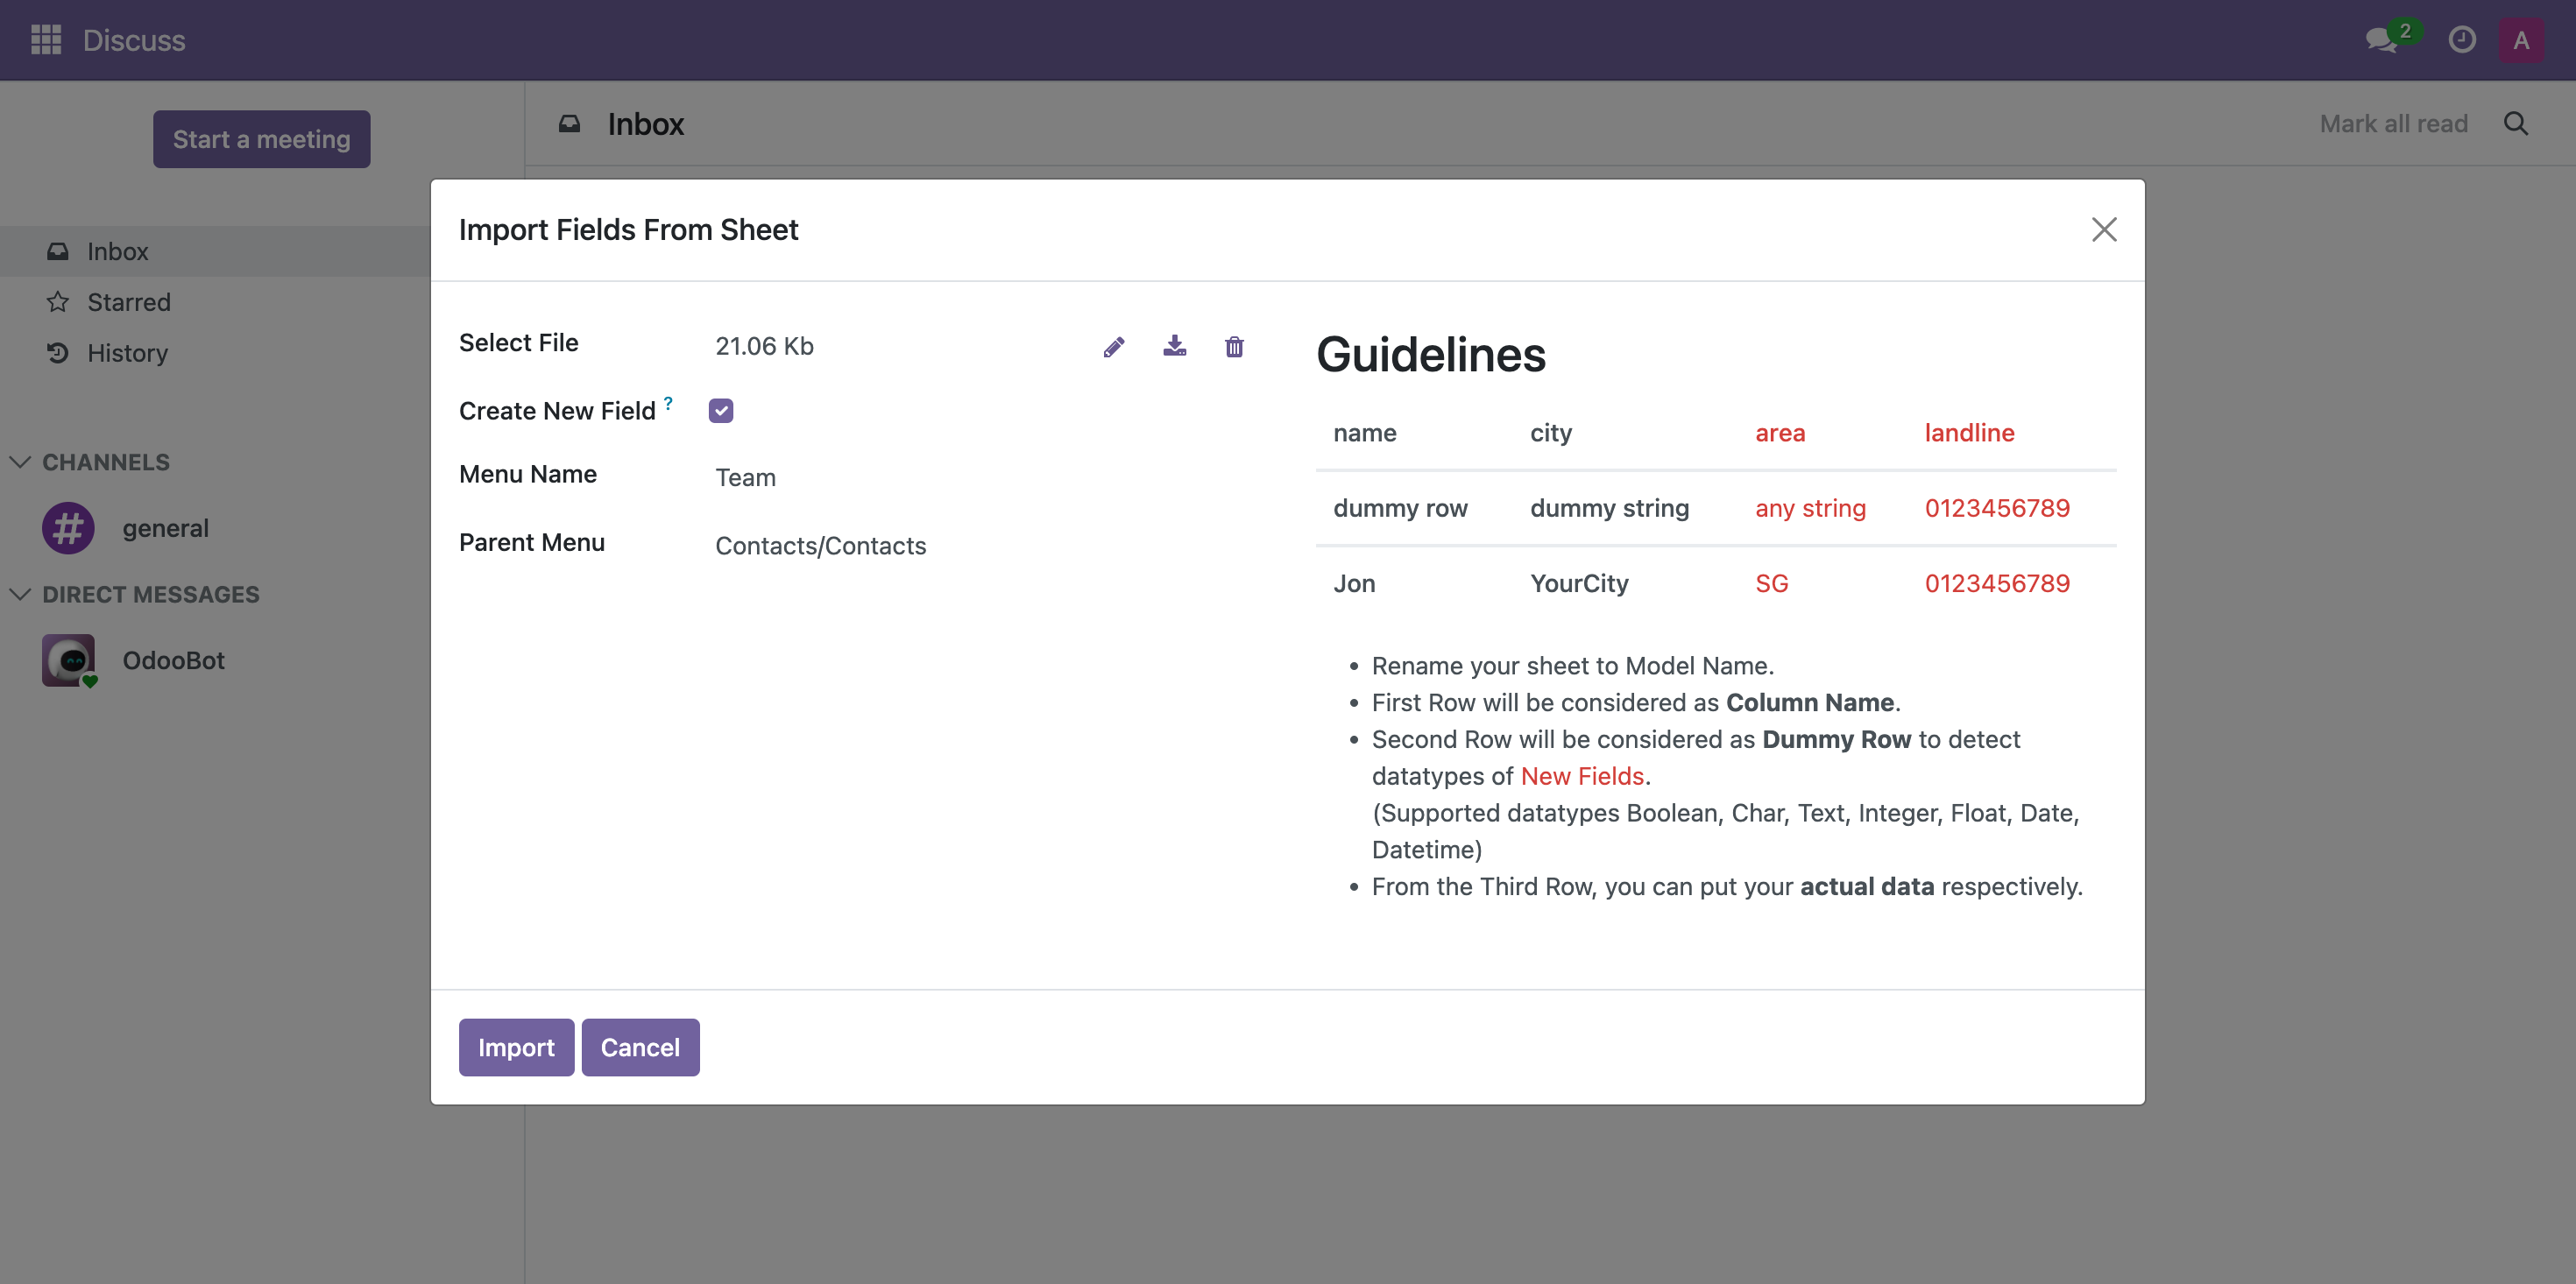 Discuss
2
A
Start a meeting
Inbox
Mark all read
Inbox
Starred
History
CHANNELS
general
DIRECT MESSAGES
OdooBot
Import Fields From Sheet
Select File 21.06 Kb
Create New Field ?
Menu Name Team
Parent Menu Contacts/Contacts
Guidelines
name city area landline
dummy row dummy string any string 0123456789
Jon YourCity SG 0123456789
• Rename your sheet to Model Name.
• First Row will be considered as Column Name.
• Second Row will be considered as Dummy Row to detect
datatypes of New Fields.
(Supported datatypes Boolean, Char, Text, Integer, Float, Date,
Datetime)
• From the Third Row, you can put your actual data respectively.
Import Cancel